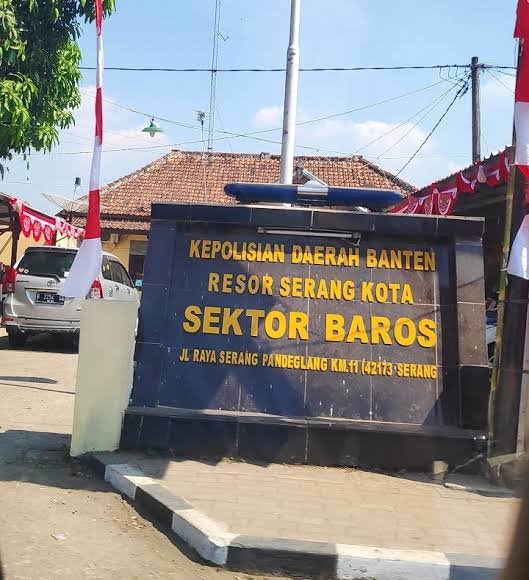 KEPOLISIAN DAERAH BANTEN
RESOR SERANG KOTA
SEKTOR BAROS
JL RAYA SERANG PANDEGLANG KM.11 (42173 SERANG